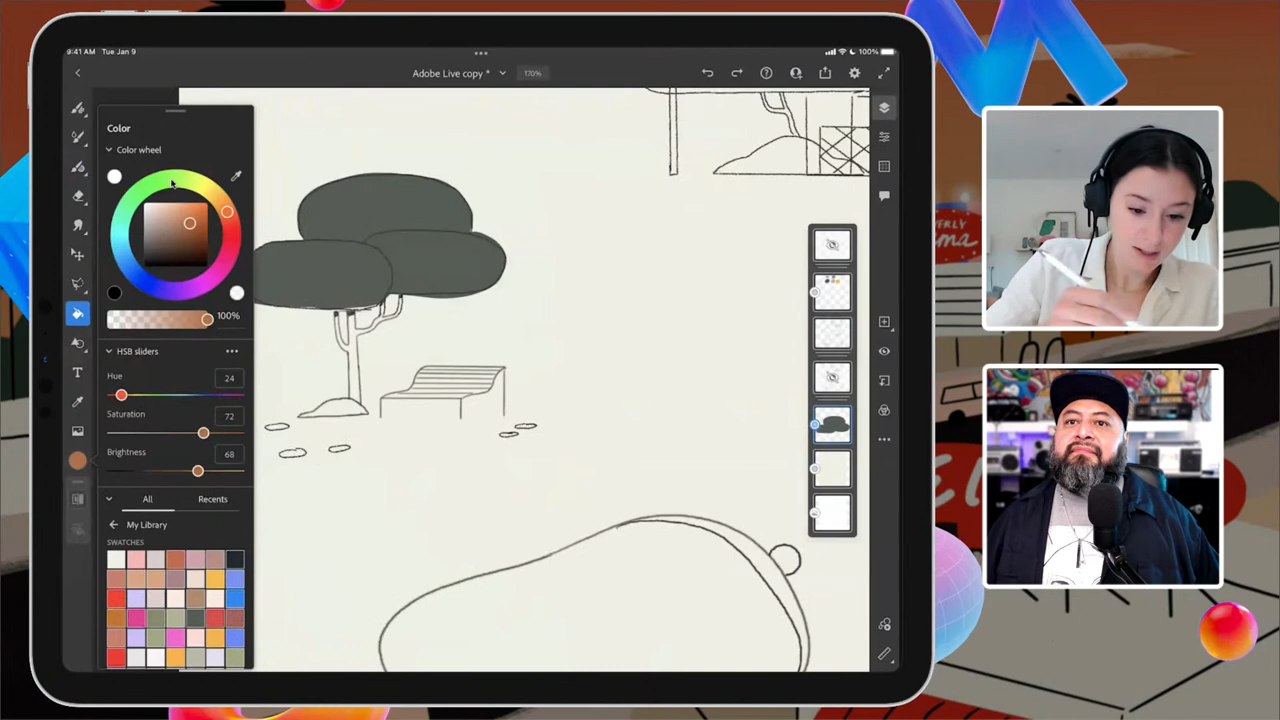 9:41 AM Tue Jan 9
100%
Adobe Live copy *
170%
Color
Color wheel
100%
HSB sliders
Hue
24
Saturation
72
Brightness
68
All
Recents
My Library
SWATCHES
T